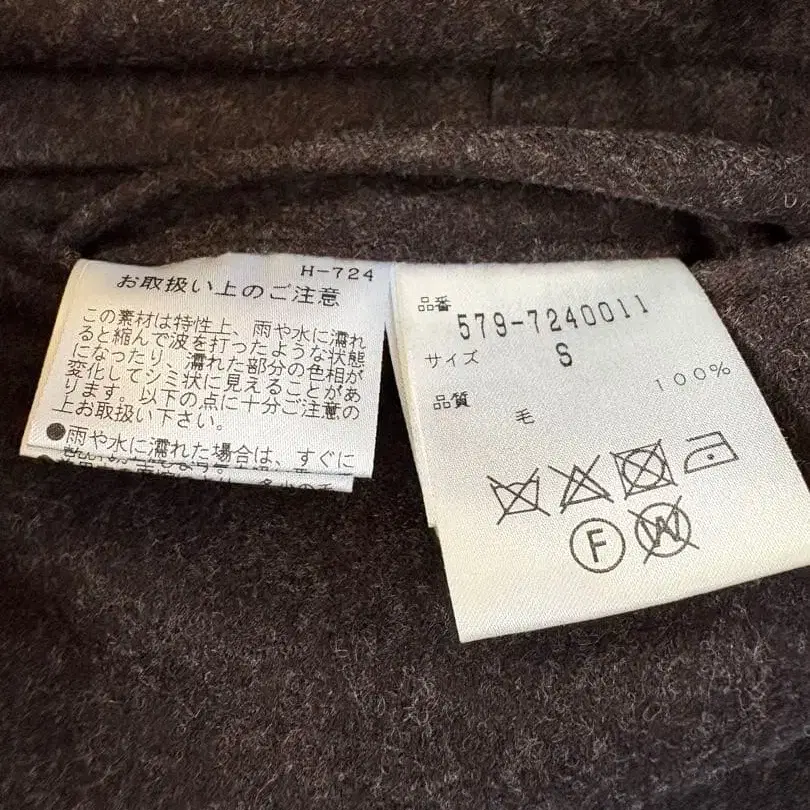 H-724
お取扱い上のご注意
この素材は特性上、雨や水に濡れ
ると縮んで波を打ったような状態
になったり、濡れた部分の色相が
変化してシミ状に見えることがあ
ります。以下の点に十分ご注意の
上お取扱い下さい。
●雨や水に濡れた場合は、すぐに
品番
579-7240011
サイズ S
品質
毛 100%
F
W